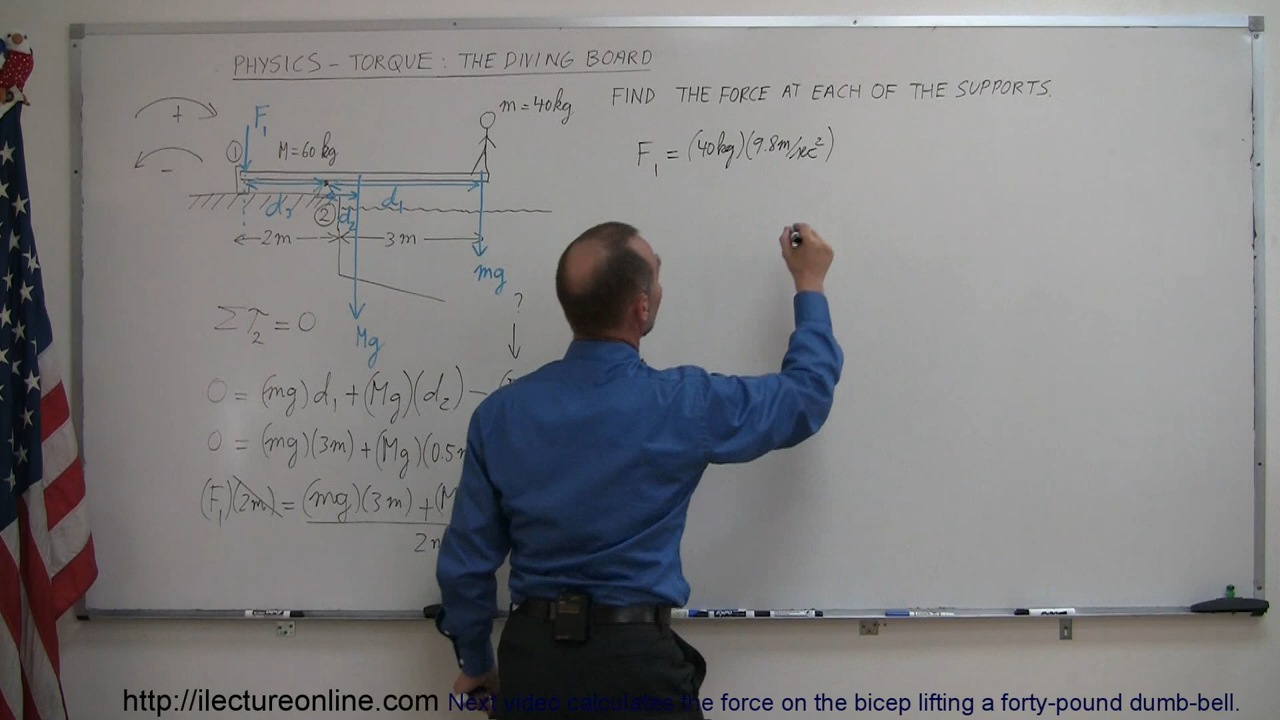 PHYSICS - TORQUE: THE DIVING BOARD
FIND THE FORCE AT EACH OF THE SUPPORTS.
+
-
F₁
① M=60 kg
m=40kg
d₃
② d₂
d₁
2m
3m
mg
Mg
?
F₁ = (40kg)(9.8m/sec²)
Στ₂ = 0
0 = (mg)d₁ + (Mg)(d₂) -
0 = (mg)(3m) + (Mg)(0.5
(F₁)(2m) = (mg)(3m) + (M
2m
http://ilectureonline.com Next video calculates the force on the bicep lifting a forty-pound dumb-bell.